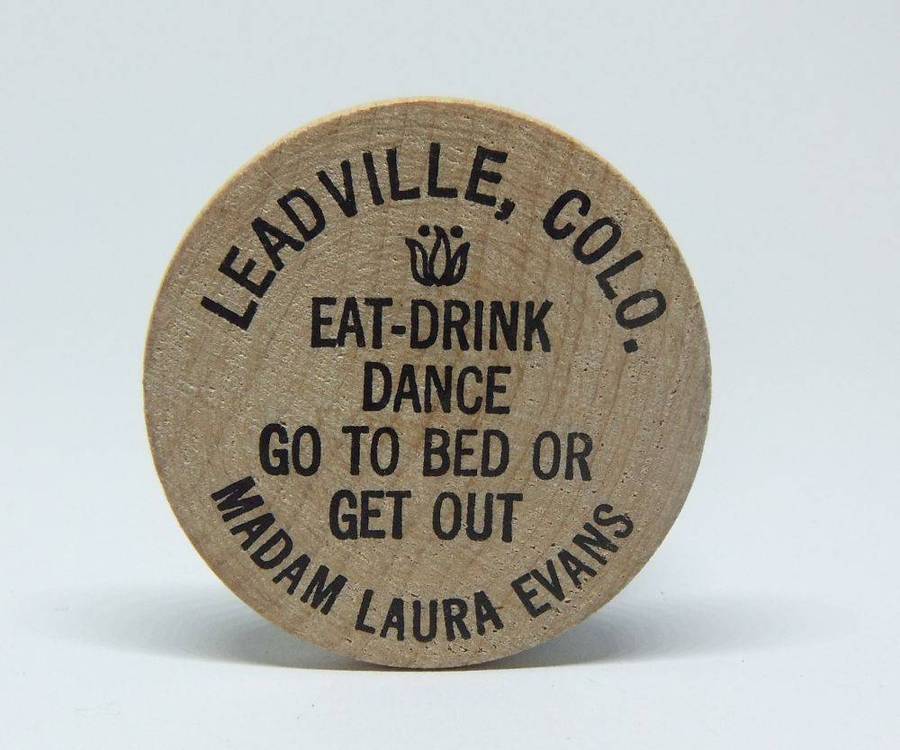 LEADVILLE, COLO.
EAT-DRINK
DANCE
GO TO BED OR
GET OUT
MADAM LAURA EVANS